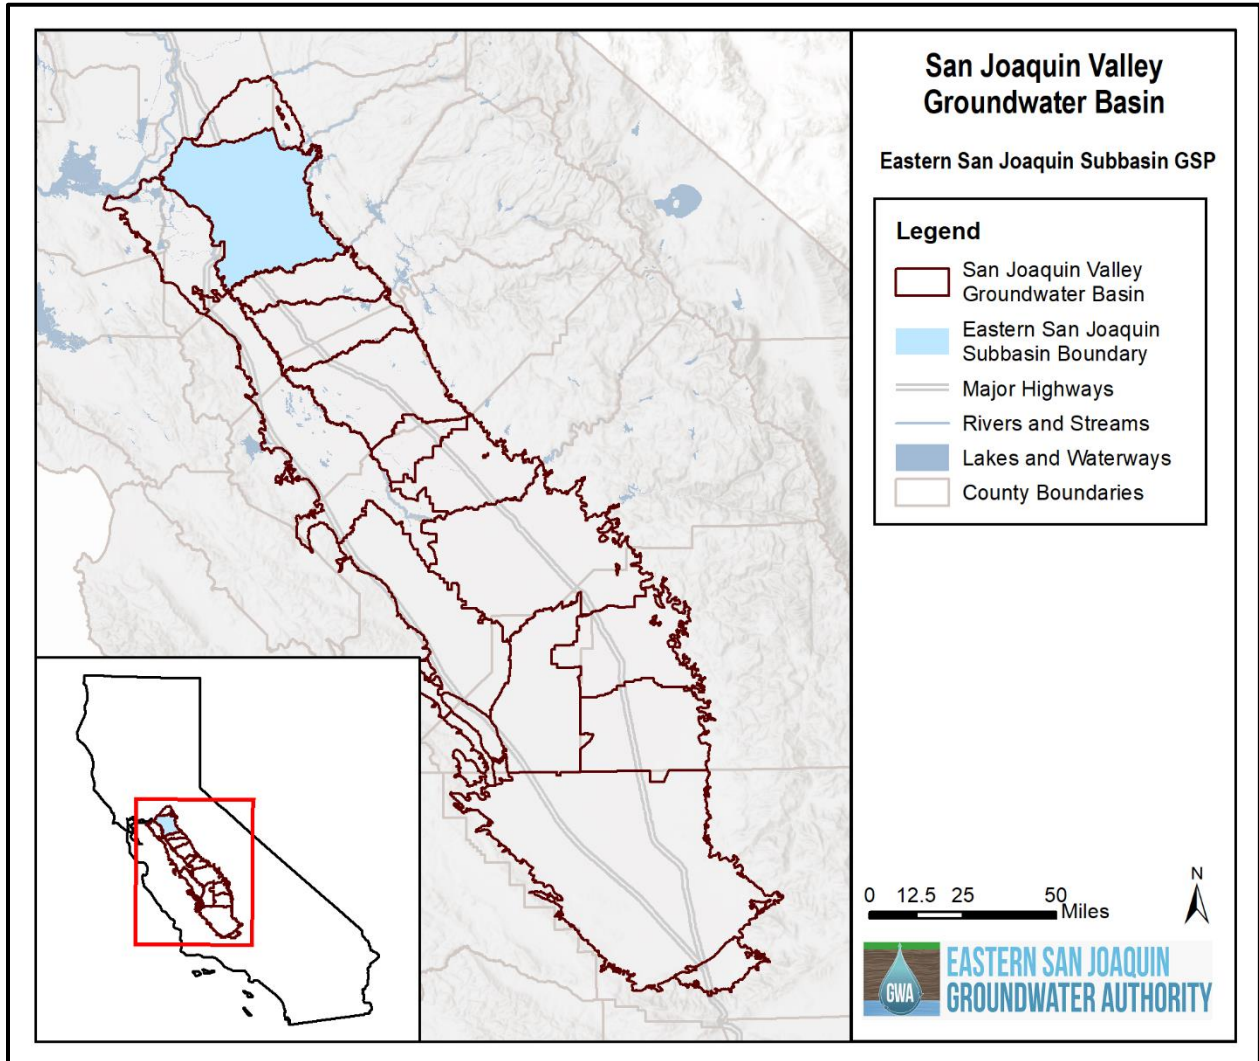 San Joaquin Valley
Groundwater Basin
Eastern San Joaquin Subbasin GSP
Legend
San Joaquin Valley
Groundwater Basin
Eastern San Joaquin
Subbasin Boundary
Major Highways
Rivers and Streams
Lakes and Waterways
County Boundaries
N
0 12.5 25 50
Miles
GWA
EASTERN SAN JOAQUIN
GROUNDWATER AUTHORITY